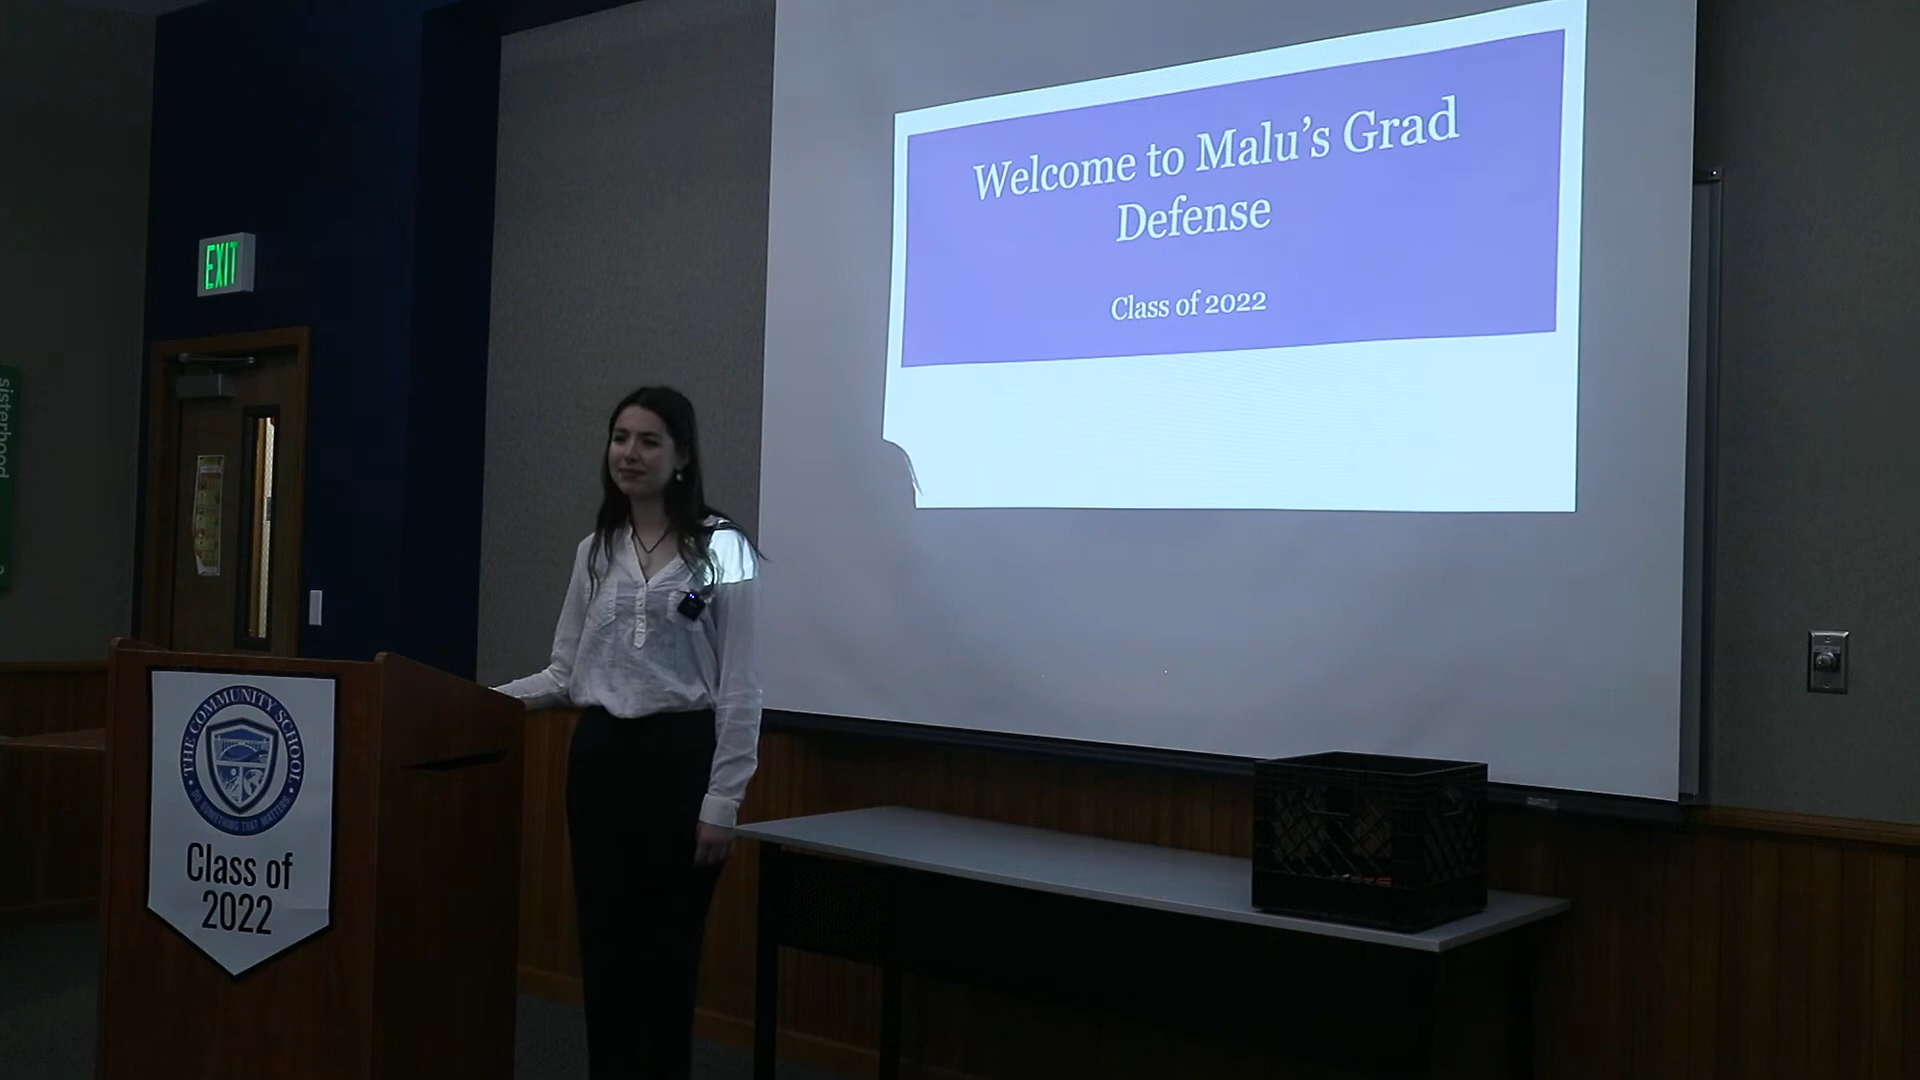 Welcome to Malu's Grad
Defense
Class of 2022
EXIT
sisterhood
THE COMMUNITY SCHOOL
DO SOMETHING THAT MATTERS
Class of
2022